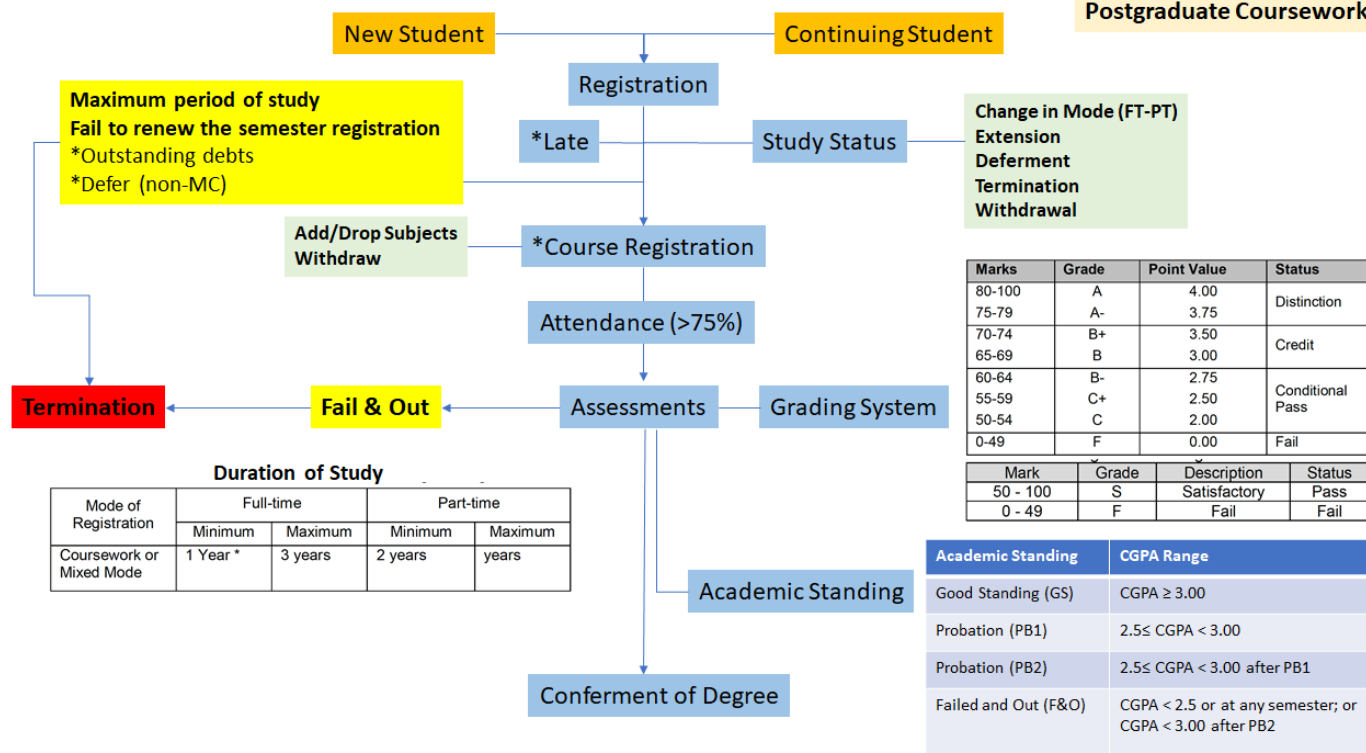 Postgraduate Coursework
New Student
Continuing Student
Registration
Maximum period of study
Fail to renew the semester registration
*Outstanding debts
*Defer (non-MC)
*Late
Study Status
Change in Mode (FT-PT)
Extension
Deferment
Termination
Withdrawal
Add/Drop Subjects
Withdraw
*Course Registration
Attendance (>75%)
Termination
Fail & Out
Assessments
Grading System
Marks Grade Point Value Status
80-100 A 4.00 Distinction
75-79 A- 3.75
70-74 B+ 3.50 Credit
65-69 B 3.00
60-64 B- 2.75 Conditional
55-59 C+ 2.50 Pass
50-54 C 2.00
0-49 F 0.00 Fail
Mark Grade Description Status
50 - 100 S Satisfactory Pass
0 - 49 F Fail Fail
Duration of Study
Mode of Full-time Part-time
Registration Minimum Maximum Minimum Maximum
Coursework or 1 Year * 3 years 2 years years
Mixed Mode
Academic Standing
Academic Standing CGPA Range
Good Standing (GS) CGPA ≥ 3.00
Probation (PB1) 2.5≤ CGPA < 3.00
Probation (PB2) 2.5≤ CGPA < 3.00 after PB1
Failed and Out (F&O) CGPA < 2.5 or at any semester; or
CGPA < 3.00 after PB2
Conferment of Degree